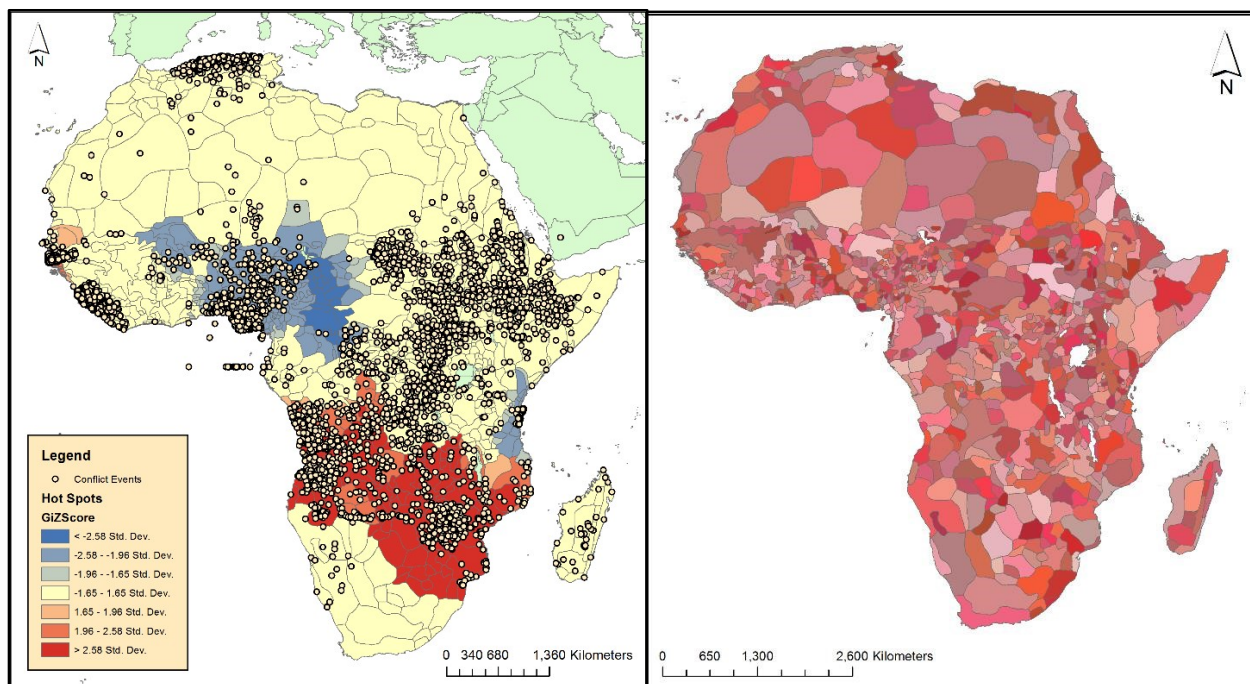 N
Legend
Conflict Events
Hot Spots
GiZScore
< -2.58 Std. Dev.
-2.58 - -1.96 Std. Dev.
-1.96 - -1.65 Std. Dev.
-1.65 - 1.65 Std. Dev.
1.65 - 1.96 Std. Dev.
1.96 - 2.58 Std. Dev.
> 2.58 Std. Dev.
0 340 680 1,360 Kilometers
N
0 650 1,300 2,600 Kilometers